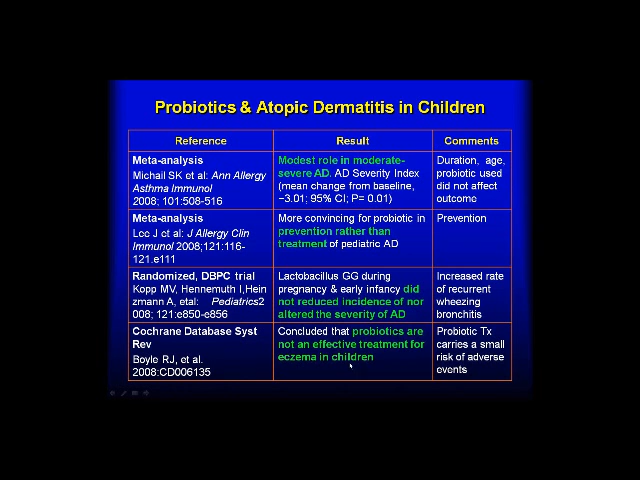 Probiotics & Atopic Dermatitis in Children
Reference
Result
Comments
Meta-analysis
Michail SK et al: Ann Allergy
Asthma Immunol
2008; 101:508-516
Modest role in moderate-
severe AD. AD Severity Index
(mean change from baseline,
−3.01; 95% CI; P= 0.01)
Duration, age,
probiotic used
did not affect
outcome
Meta-analysis
Lee J et al: J Allergy Clin
Immunol 2008;121:116-
121.e111
More convincing for probiotic in
prevention rather than
treatment of pediatric AD
Prevention
Randomized, DBPC trial
Kopp MV, Hennemuth I,Hein
zmann A, etal: Pediatrics2
008; 121:e850-e856
Lactobacillus GG during
pregnancy & early infancy did
not reduced incidence of nor
altered the severity of AD
Increased rate
of recurrent
wheezing
bronchitis
Cochrane Database Syst
Rev
Boyle RJ, et al.
2008:CD006135
Concluded that probiotics are
not an effective treatment for
eczema in children
Probiotic Tx
carries a small
risk of adverse
events